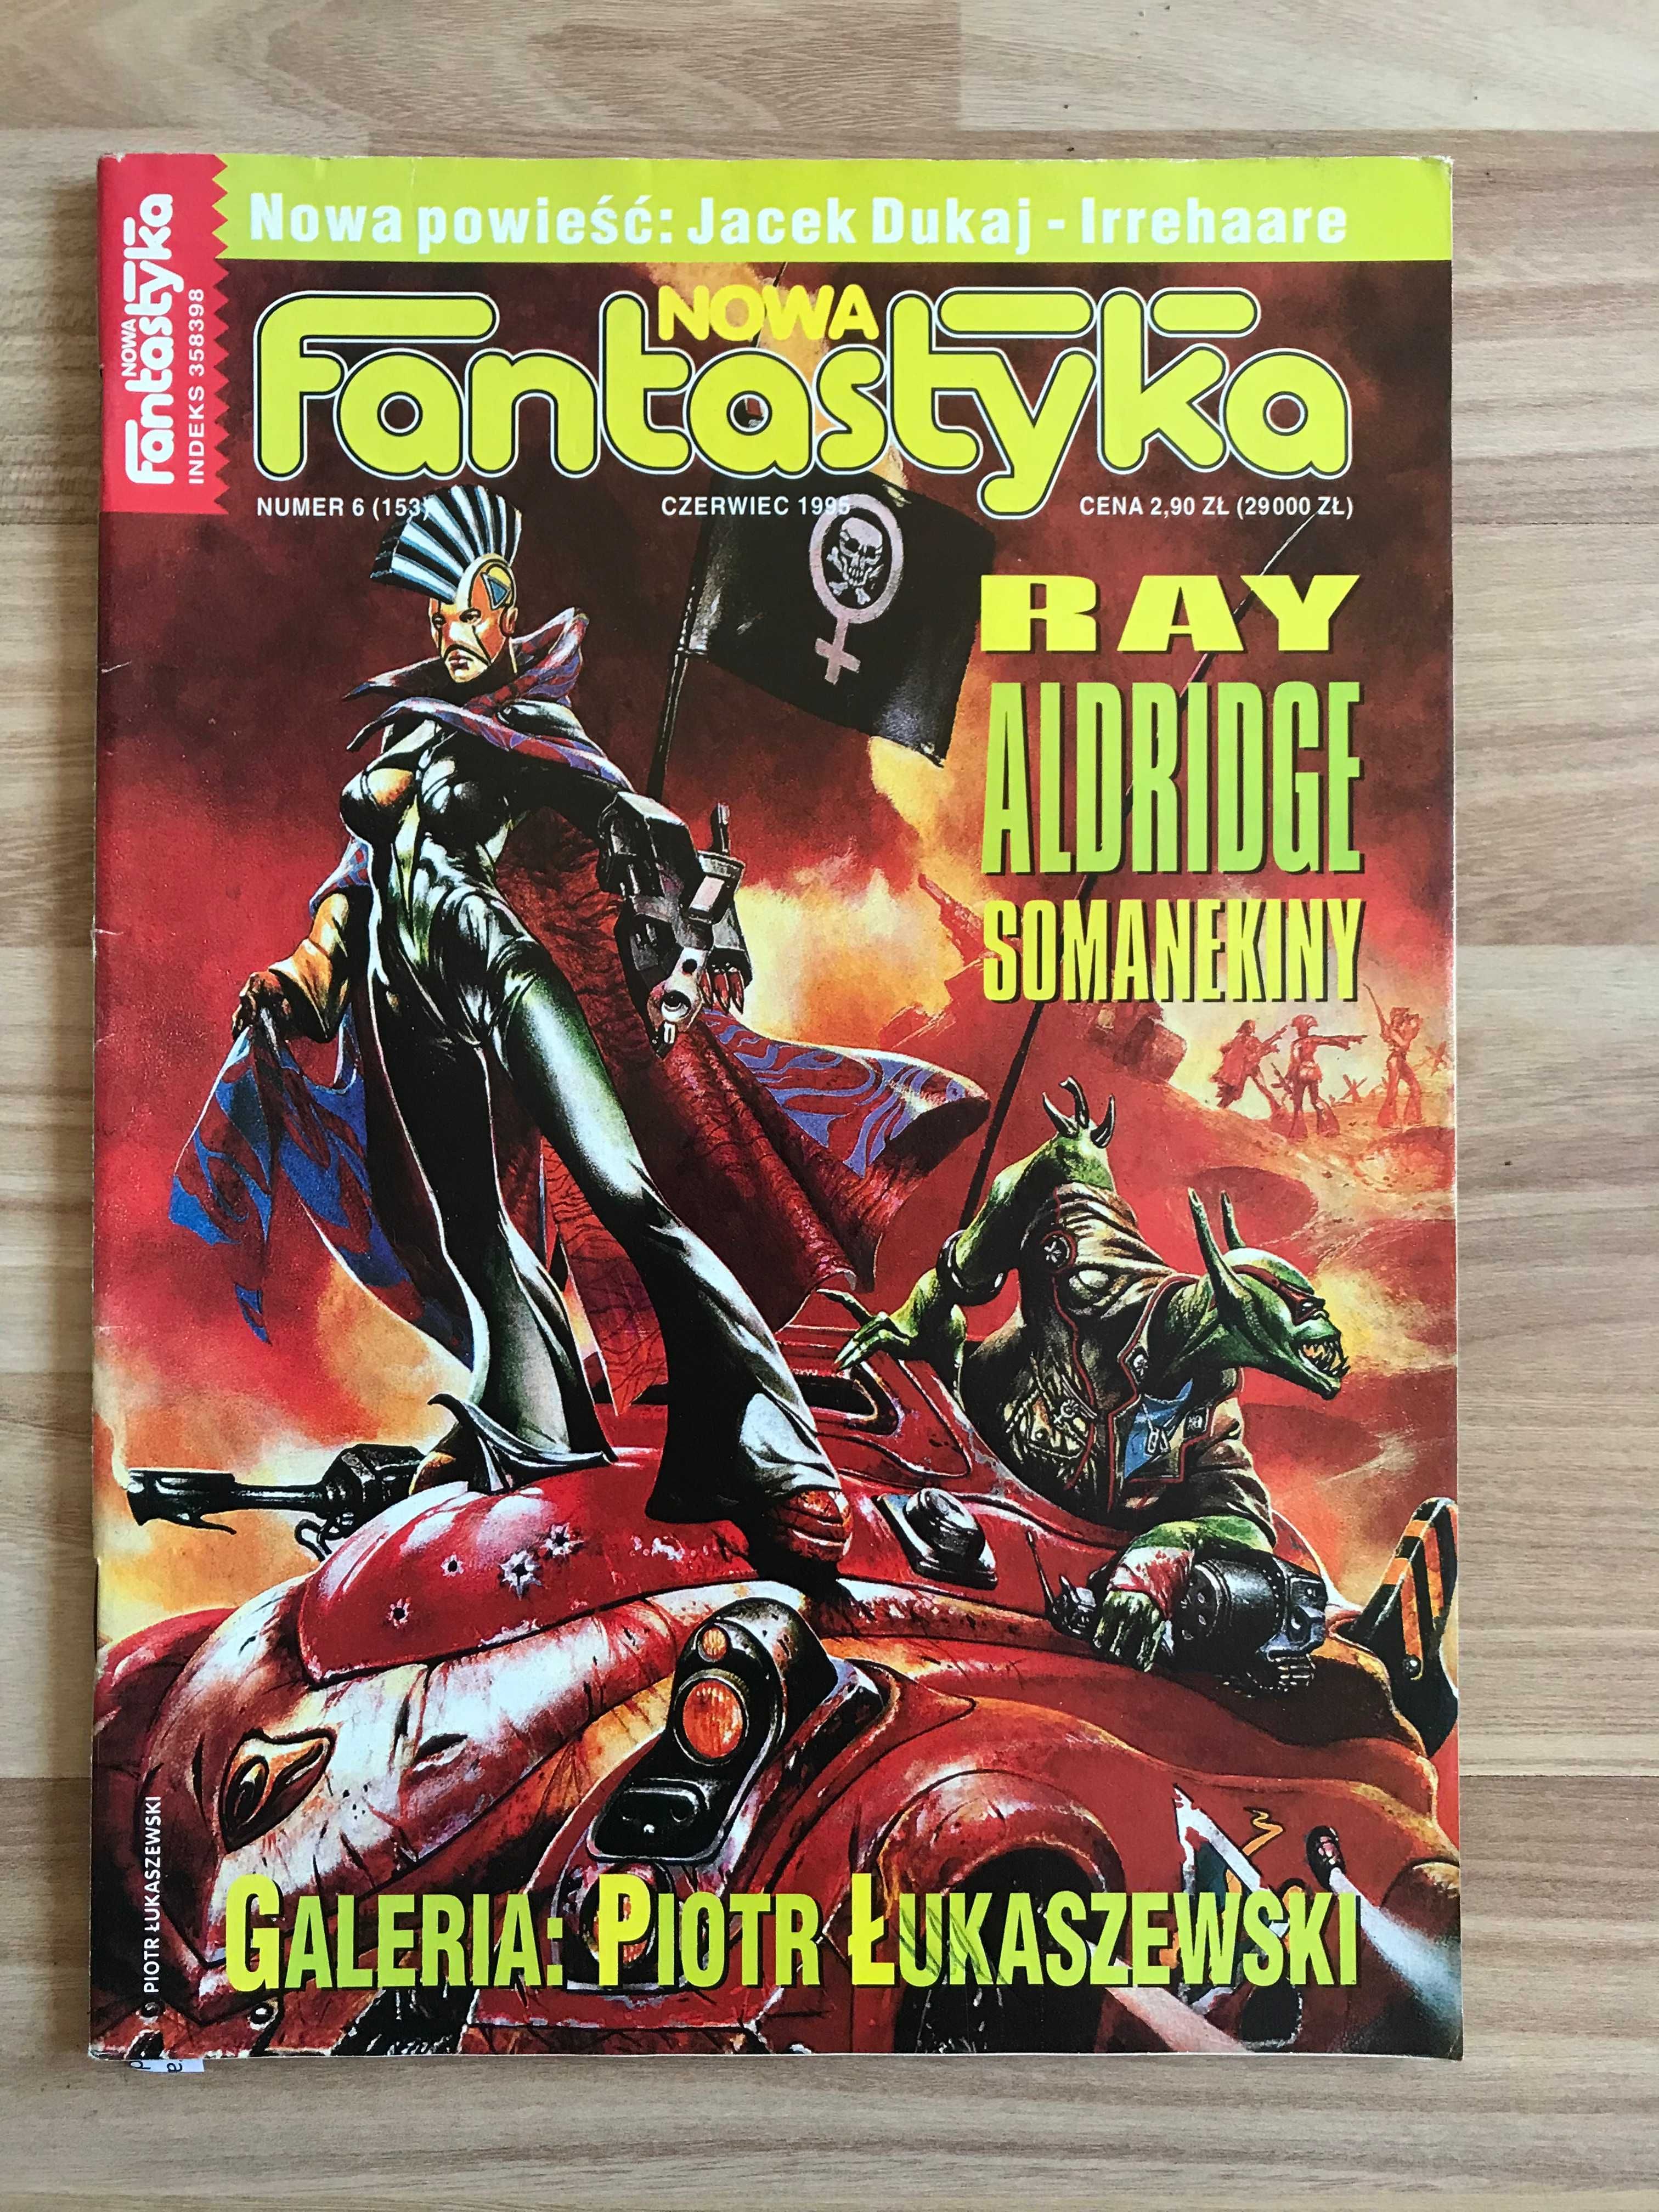 Nowa powieść: Jacek Dukaj - Irrehaare
NOWA
Fantastyka
INDEKS 358398
NOWA
Fantastyka
NUMER 6 (153)
CZERWIEC 1995
CENA 2,90 ZŁ (29000 ZŁ)
RAY
ALDRIDGE
SOMANEKINY
© PIOTR ŁUKASZEWSKI
GALERIA: PIOTR ŁUKASZEWSKI